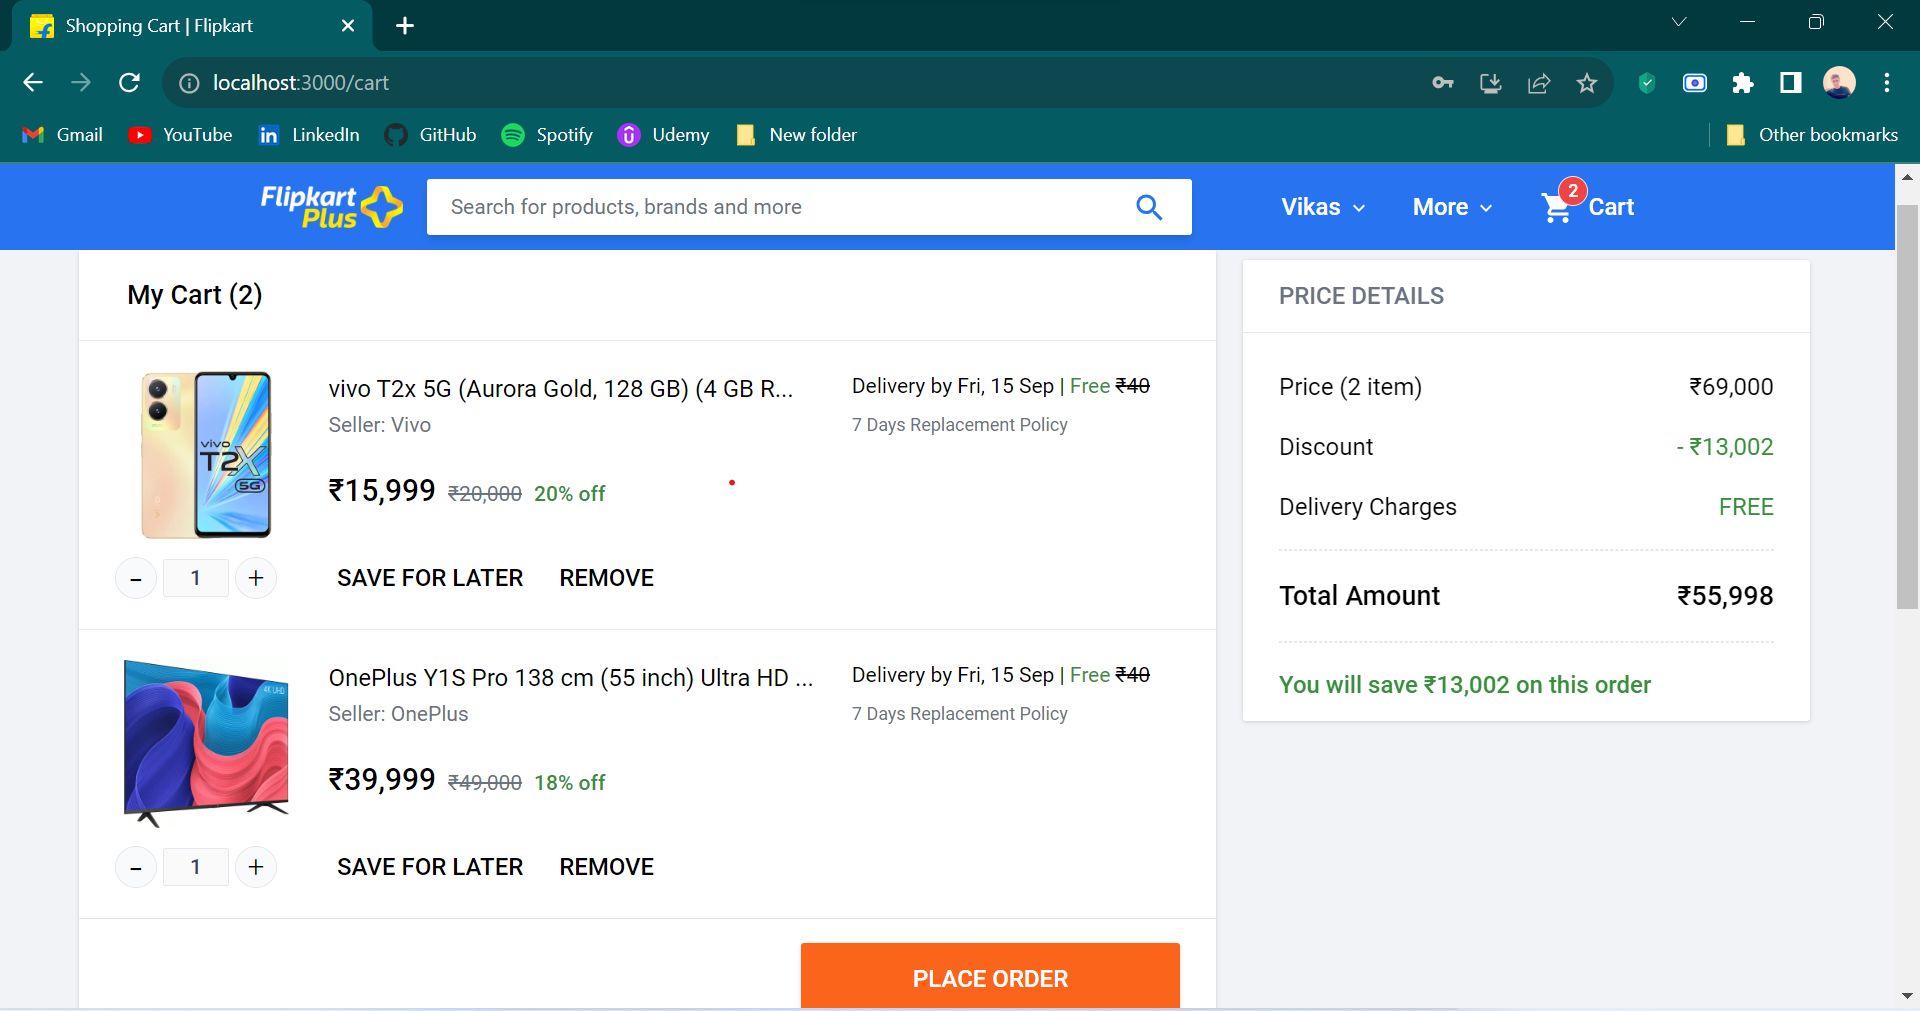 Shopping Cart | Flipkart
localhost:3000/cart
Gmail YouTube LinkedIn GitHub Spotify Udemy New folder Other bookmarks
Flipkart
Plus
Search for products, brands and more
Vikas More 2 Cart
My Cart (2)
vivo T2x 5G (Aurora Gold, 128 GB) (4 GB R...
Seller: Vivo
Delivery by Fri, 15 Sep | Free ₹40
7 Days Replacement Policy
vivo
T2X
5G
₹15,999 ₹20,000 20% off
- 1 + SAVE FOR LATER REMOVE
OnePlus Y1S Pro 138 cm (55 inch) Ultra HD ...
Seller: OnePlus
Delivery by Fri, 15 Sep | Free ₹40
7 Days Replacement Policy
4K UHD
₹39,999 ₹49,000 18% off
- 1 + SAVE FOR LATER REMOVE
PLACE ORDER
PRICE DETAILS
Price (2 item) ₹69,000
Discount - ₹13,002
Delivery Charges FREE
Total Amount ₹55,998
You will save ₹13,002 on this order